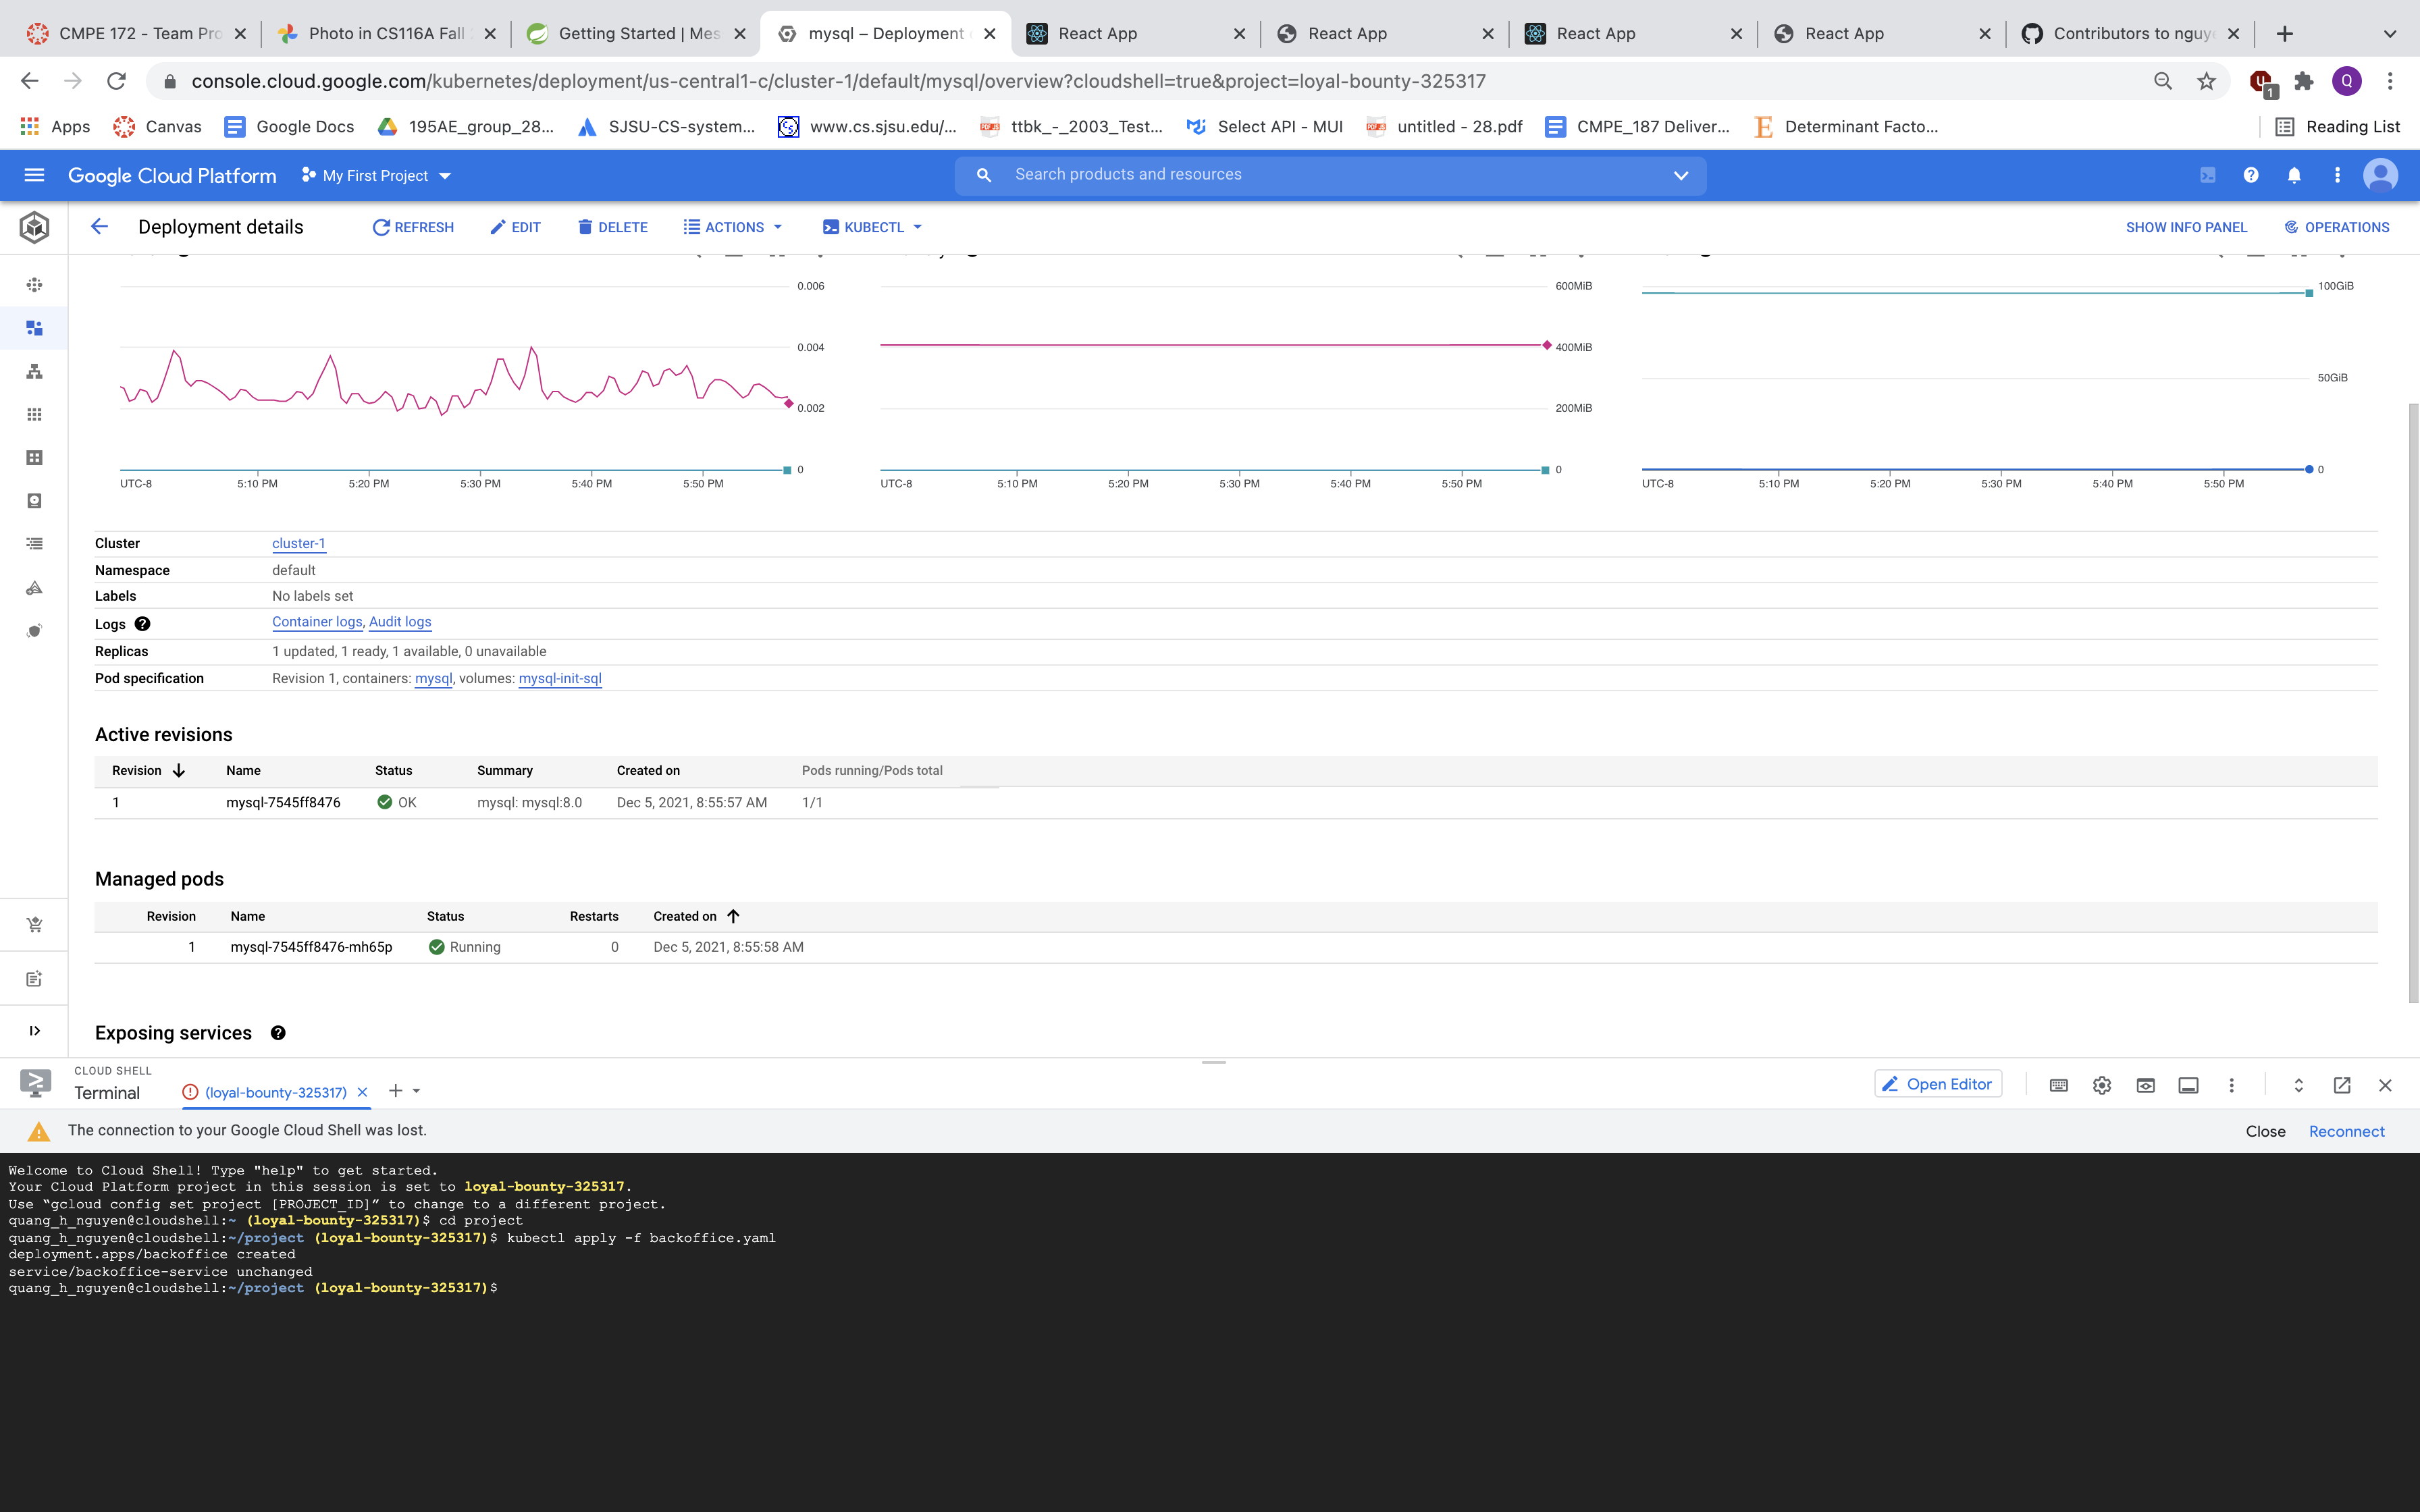 CMPE 172 - Team Pro
Photo in CS116A Fall
Getting Started | Mes
mysql – Deployment
React App
React App
React App
React App
Contributors to nguye
console.cloud.google.com/kubernetes/deployment/us-central1-c/cluster-1/default/mysql/overview?cloudshell=true&project=loyal-bounty-325317
1
Q
Apps
Canvas
Google Docs
195AE_group_28...
SJSU-CS-system...
www.cs.sjsu.edu/...
ttbk_-_2003_Test...
Select API - MUI
untitled - 28.pdf
CMPE_187 Deliver...
Determinant Facto...
Reading List
Google Cloud Platform
My First Project
Search products and resources
Deployment details
REFRESH
EDIT
DELETE
ACTIONS
KUBECTL
SHOW INFO PANEL
OPERATIONS
0.006
0.004
0.002
0
UTC-8 5:10 PM 5:20 PM 5:30 PM 5:40 PM 5:50 PM
600MiB
400MiB
200MiB
0
UTC-8 5:10 PM 5:20 PM 5:30 PM 5:40 PM 5:50 PM
100GiB
50GiB
0
UTC-8 5:10 PM 5:20 PM 5:30 PM 5:40 PM 5:50 PM
Cluster cluster-1
Namespace default
Labels No labels set
Logs Container logs, Audit logs
Replicas 1 updated, 1 ready, 1 available, 0 unavailable
Pod specification Revision 1, containers: mysql, volumes: mysql-init-sql
Active revisions
Revision Name Status Summary Created on Pods running/Pods total
1 mysql-7545ff8476 OK mysql: mysql:8.0 Dec 5, 2021, 8:55:57 AM 1/1
Managed pods
Revision Name Status Restarts Created on
1 mysql-7545ff8476-mh65p Running 0 Dec 5, 2021, 8:55:58 AM
Exposing services
CLOUD SHELL
Terminal
(loyal-bounty-325317)
Open Editor
The connection to your Google Cloud Shell was lost.
Close
Reconnect
Welcome to Cloud Shell! Type "help" to get started.
Your Cloud Platform project in this session is set to loyal-bounty-325317.
Use “gcloud config set project [PROJECT_ID]” to change to a different project.
quang_h_nguyen@cloudshell:~ (loyal-bounty-325317)$ cd project
quang_h_nguyen@cloudshell:~/project (loyal-bounty-325317)$ kubectl apply -f backoffice.yaml
deployment.apps/backoffice created
service/backoffice-service unchanged
quang_h_nguyen@cloudshell:~/project (loyal-bounty-325317)$